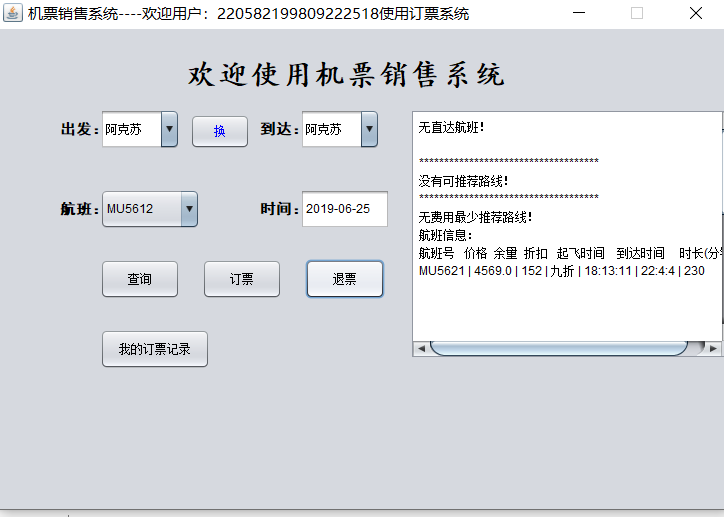 机票销售系统----欢迎用户：220582199809222518使用订票系统
欢迎使用机票销售系统
出发: 阿克苏 换 到达: 阿克苏
航班: MU5612 时间: 2019-06-25
查询 订票 退票
我的订票记录
无直达航班！
************************************
没有可推荐路线！
************************************
无费用最少推荐路线！
航班信息：
航班号 价格 余量 折扣 起飞时间 到达时间 时长(分
MU5621 | 4569.0 | 152 | 九折 | 18:13:11 | 22:4:4 | 230